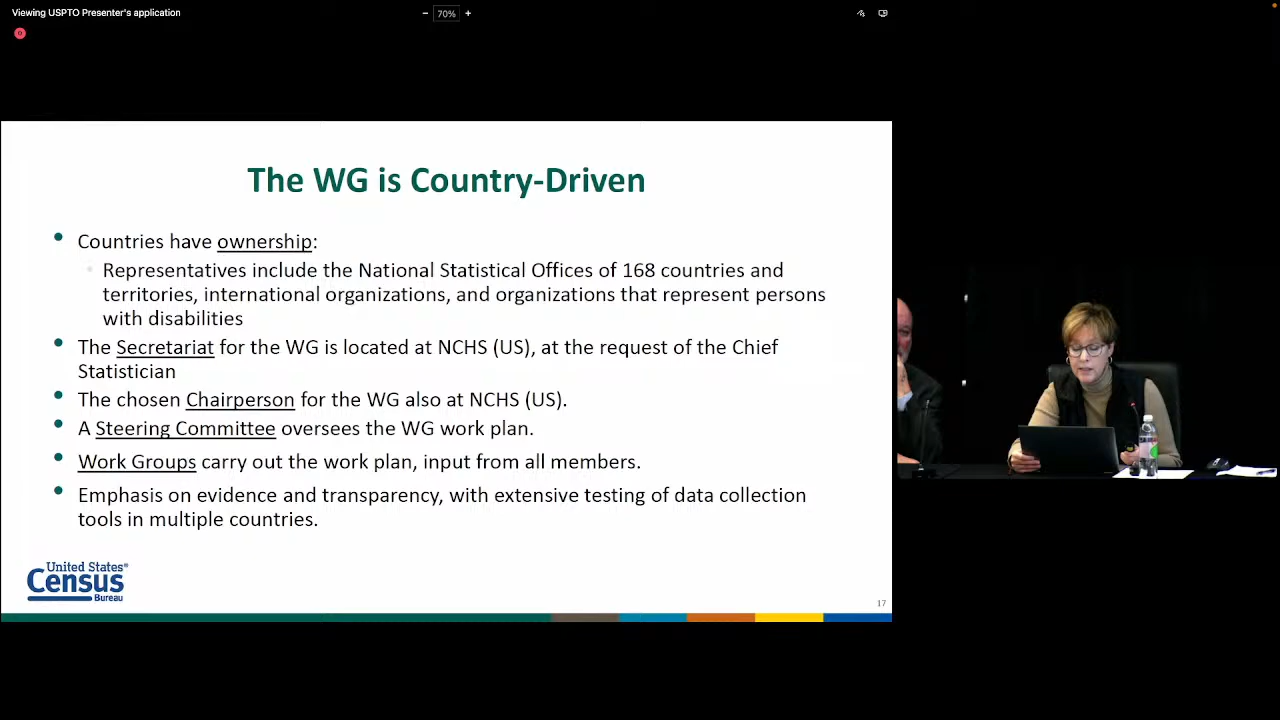 Viewing USPTO Presenter's application
− 70% +
The WG is Country-Driven
Countries have ownership:
Representatives include the National Statistical Offices of 168 countries and
territories, international organizations, and organizations that represent persons
with disabilities
The Secretariat for the WG is located at NCHS (US), at the request of the Chief
Statistician
The chosen Chairperson for the WG also at NCHS (US).
A Steering Committee oversees the WG work plan.
Work Groups carry out the work plan, input from all members.
Emphasis on evidence and transparency, with extensive testing of data collection
tools in multiple countries.
United States®
Census
Bureau
17